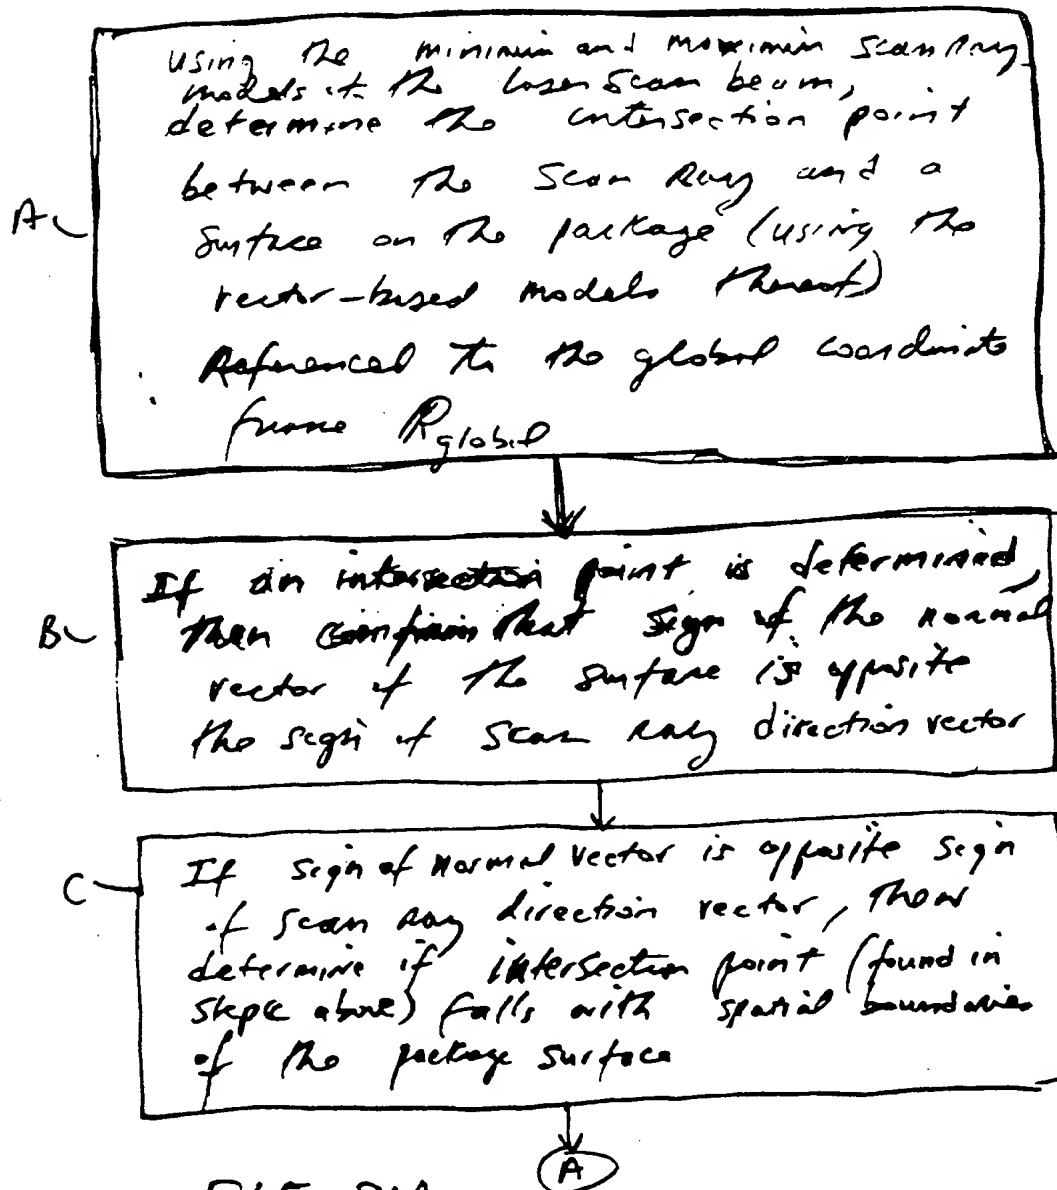 using the minimum and maximum scan ray
models of the laser scan beam,
determine the intersection point
A
between the scan Ray and a
surface on the package (using the
vector-based models thereof)
Referenced to the global coordinate
frame Rglobal
If an intersection point is determined,
B
then confirm that sign of the normal
vector of the surface is opposite
the sign of scan ray direction vector
C
If sign of normal vector is opposite sign
of scan ray direction vector, then
determine if intersection point (found in
above) falls with spatial boundaries
of the package surface
A